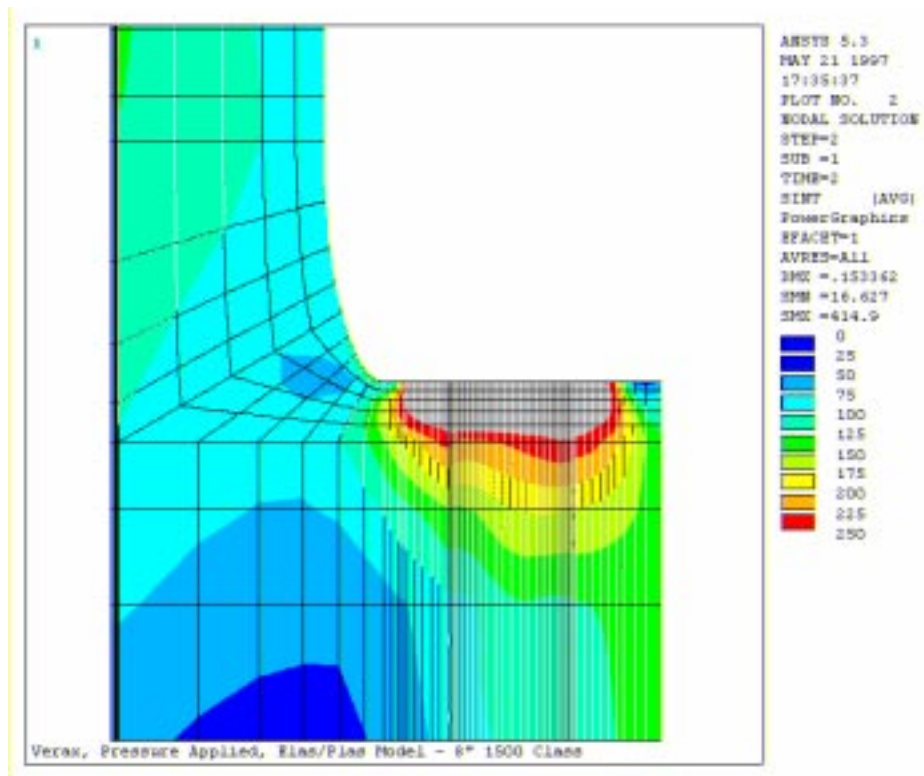 1
ANSYS 5.3
MAY 21 1997
17:35:37
PLOT NO. 2
NODAL SOLUTION
STEP=2
SUB =1
TIME=2
SINT (AVG)
PowerGraphics
EFACET=1
AVRES=All
DMX =.153362
SMN =16.627
SMX =414.9
0
25
50
75
100
125
150
175
200
225
250
Verax, Pressure Applied, Elas/Plas Model - 8" 1500 Class